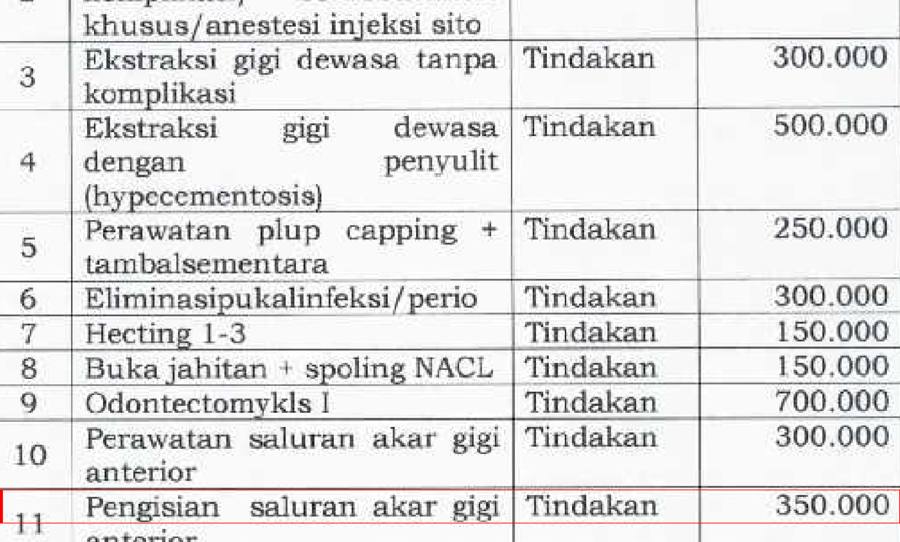 khusus/anestesi injeksi sito
3 Ekstraksi gigi dewasa tanpa Tindakan 300.000
komplikasi
Ekstraksi gigi dewasa Tindakan 500.000
4 dengan penyulit
(hypecementosis)
5 Perawatan plup capping + Tindakan 250.000
tambalsementara
6 Eliminasipukalinfeksi/perio Tindakan 300.000
7 Hecting 1-3 Tindakan 150.000
8 Buka jahitan + spoling NACL Tindakan 150.000
9 Odontectomykls I Tindakan 700.000
10 Perawatan saluran akar gigi Tindakan 300.000
anterior
11 Pengisian saluran akar gigi Tindakan 350.000
anterior